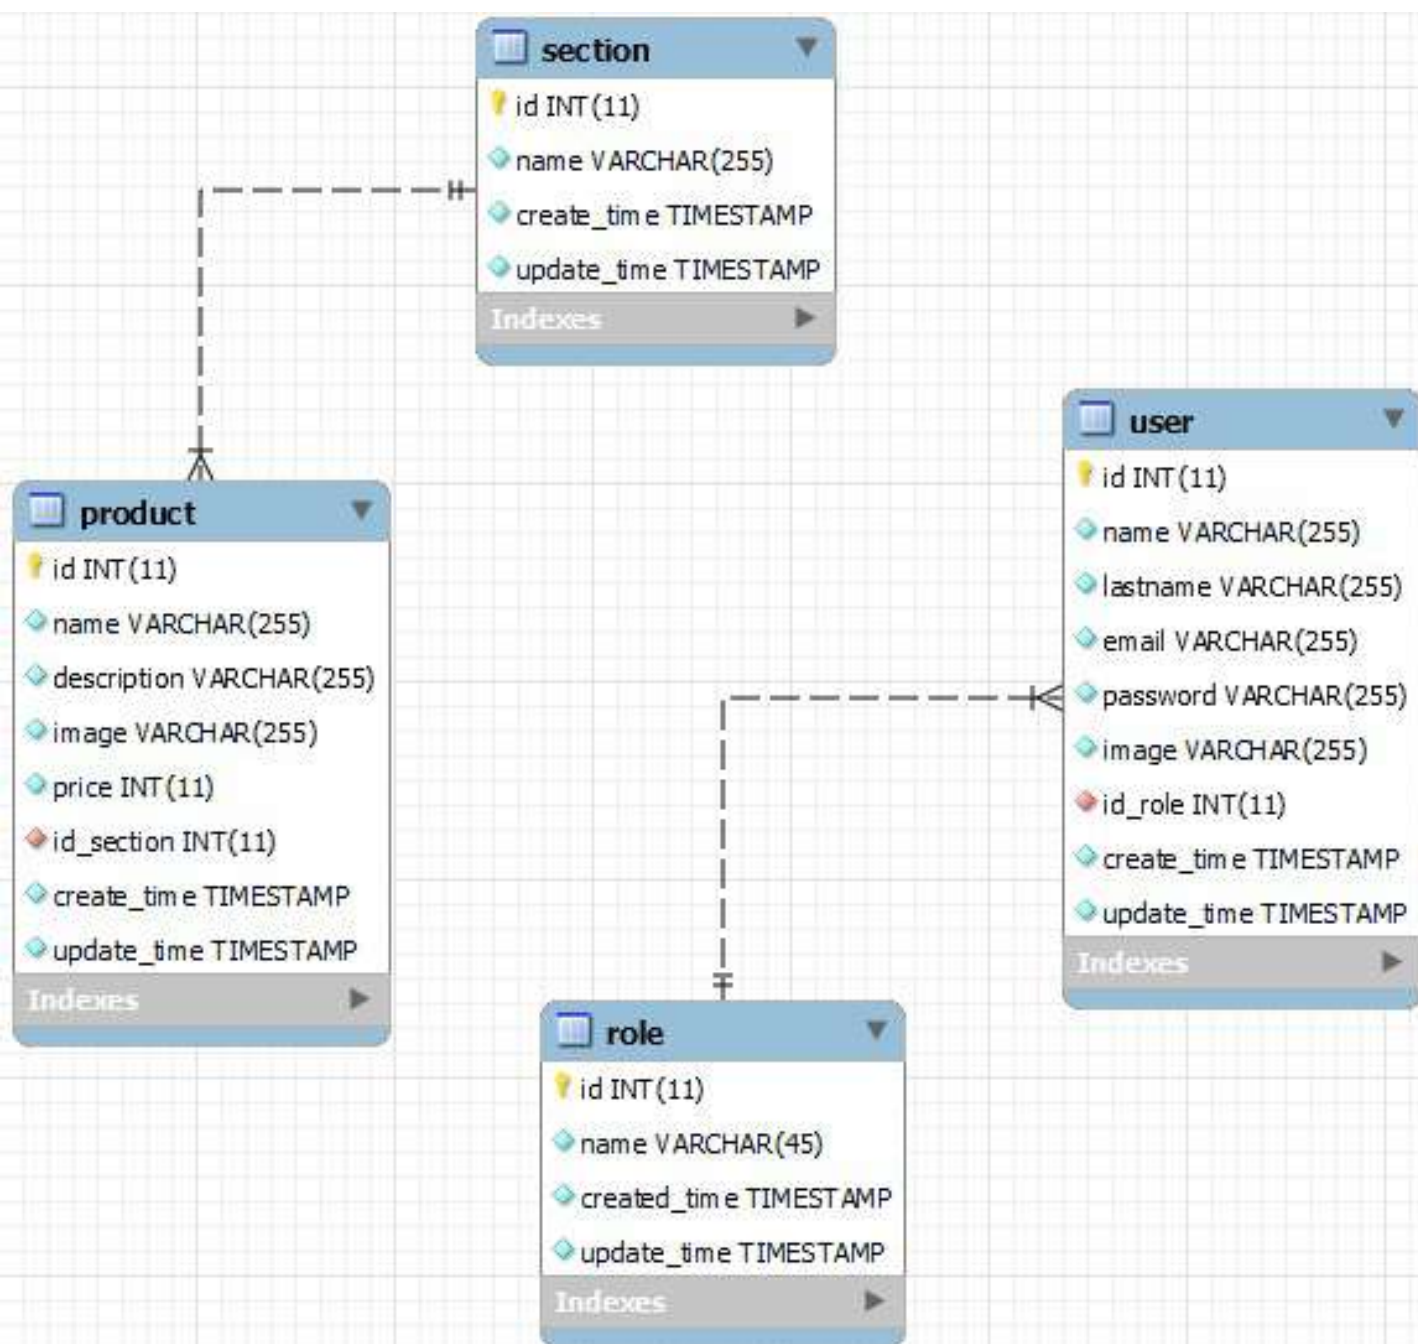 section
id INT(11)
name VARCHAR(255)
create_time TIMESTAMP
update_time TIMESTAMP
Indexes
product
id INT(11)
name VARCHAR(255)
description VARCHAR(255)
image VARCHAR(255)
price INT(11)
id_section INT(11)
create_time TIMESTAMP
update_time TIMESTAMP
Indexes
user
id INT(11)
name VARCHAR(255)
lastname VARCHAR(255)
email VARCHAR(255)
password VARCHAR(255)
image VARCHAR(255)
id_role INT(11)
create_time TIMESTAMP
update_time TIMESTAMP
Indexes
role
id INT(11)
name VARCHAR(45)
created_time TIMESTAMP
update_time TIMESTAMP
Indexes